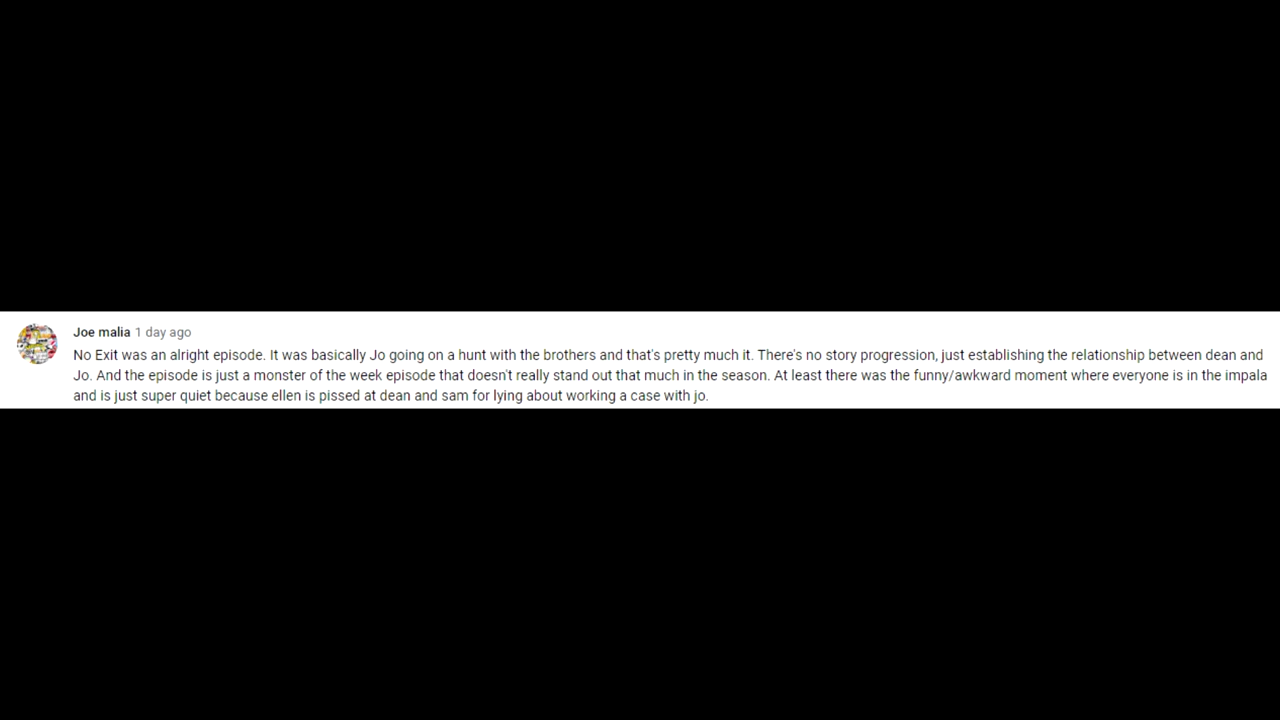 Joe malia 1 day ago
No Exit was an alright episode. It was basically Jo going on a hunt with the brothers and that's pretty much it. There's no story progression, just establishing the relationship between dean and
Jo. And the episode is just a monster of the week episode that doesn't really stand out that much in the season. At least there was the funny/awkward moment where everyone is in the impala
and is just super quiet because ellen is pissed at dean and sam for lying about working a case with jo.